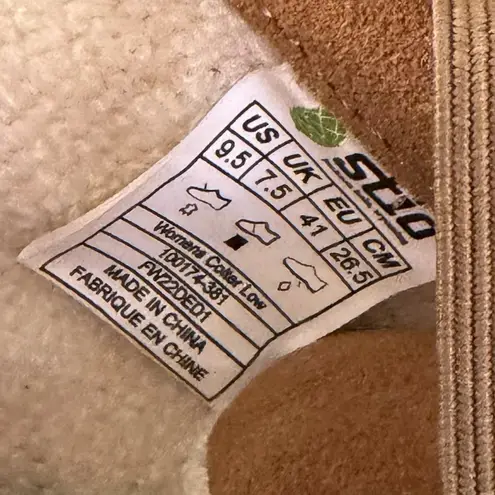 Stio
US UK EU CM
9.5 7.5 41 26.5
Womens Colter Low
100174-381
FW22DED1
MADE IN CHINA
FABRIQUE EN CHINE